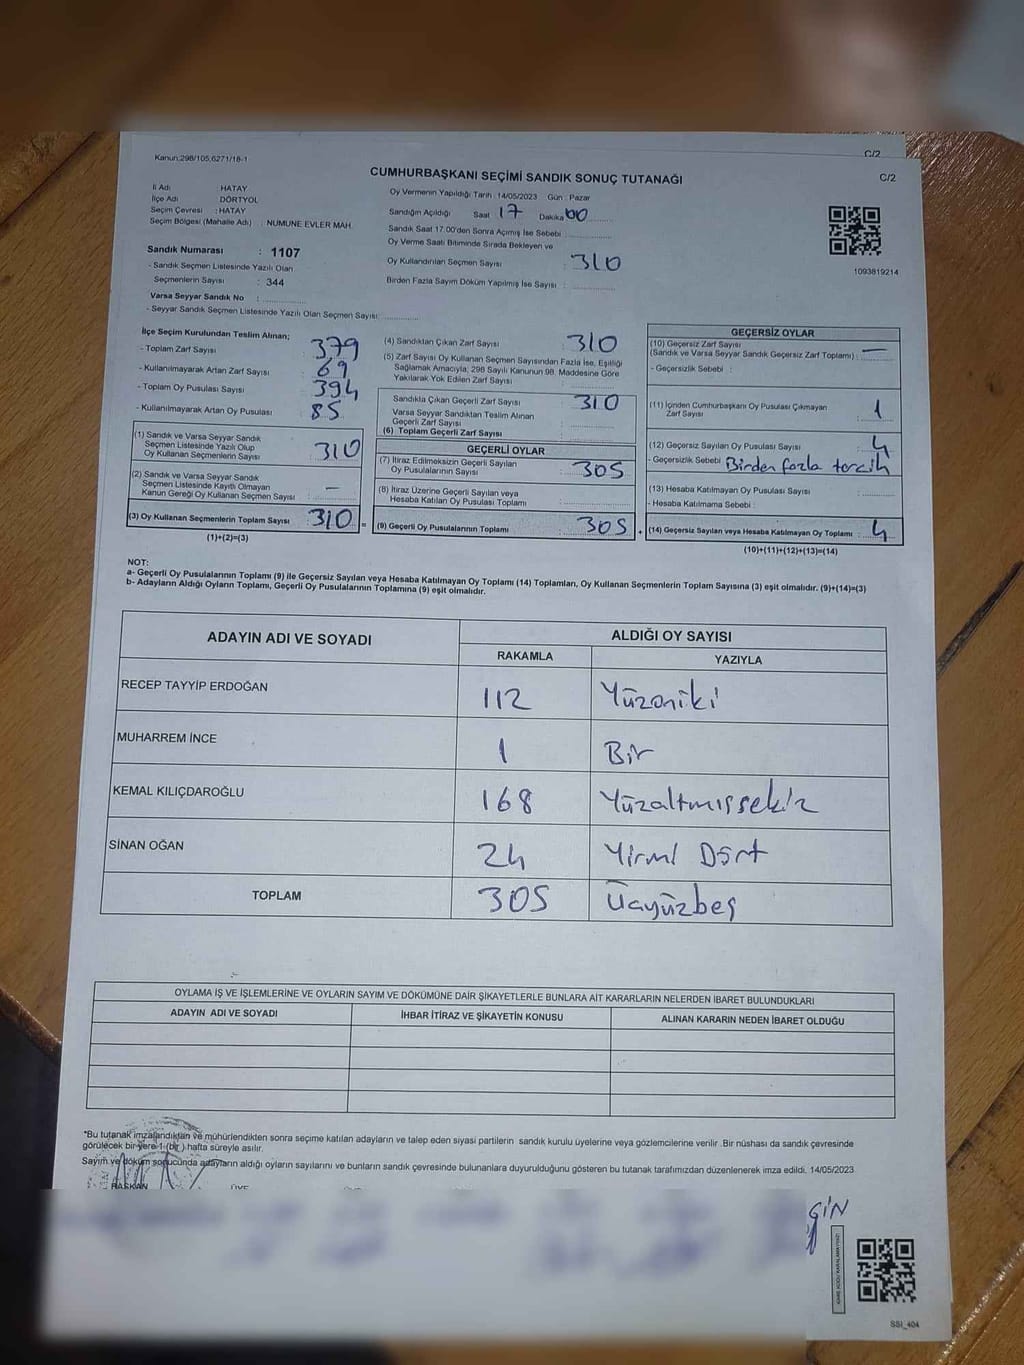 Kanun:298/105,6271/18-1
C/2
C/2
CUMHURBAŞKANI SEÇİMİ SANDIK SONUÇ TUTANAĞI
İl Adı HATAY
İlçe Adı DÖRTYOL
Seçim Çevresi : HATAY
Seçim Bölgesi (Mahalle Adı) : NUMUNE EVLER MAH.
Sandık Numarası : 1107
- Sandık Seçmen Listesinde Yazılı Olan
Seçmenlerin Sayısı : 344
Varsa Seyyar Sandık No :
- Seyyar Sandık Seçmen Listesinde Yazılı Olan Seçmen Sayısı:
Oy Vermenin Yapıldığı Tarih : 14/05/2023 Gün : Pazar
Sandığın Açıldığı Saat 17 Dakika 00
Sandık Saat 17.00'den Sonra Açılmış İse Sebebi
Oy Verme Saati Bitiminde Sırada Bekleyen ve
Oy Kullandırılan Seçmen Sayısı : 310
Birden Fazla Sayım Döküm Yapılmış İse Sayısı :
1093819214
İlçe Seçim Kurulundan Teslim Alınan;
- Toplam Zarf Sayısı : 379
- Kullanılmayarak Artan Zarf Sayısı : 69
- Toplam Oy Pusulası Sayısı : 394
- Kullanılmayarak Artan Oy Pusulası : 85
(1) Sandık ve Varsa Seyyar Sandık
Seçmen Listesinde Yazılı Olup
Oy Kullanan Seçmenlerin Sayısı : 310
(2) Sandık ve Varsa Seyyar Sandık
Seçmen Listesinde Kayıtlı Olmayan
Kanun Gereği Oy Kullanan Seçmen Sayısı : —
(3) Oy Kullanan Seçmenlerin Toplam Sayısı : 310 =
(1)+(2)=(3)
(4) Sandıktan Çıkan Zarf Sayısı : 310
(5) Zarf Sayısı Oy Kullanan Seçmen Sayısından Fazla İse, Eşitliği
Sağlamak Amacıyla, 298 Sayılı Kanunun 98. Maddesine Göre
Yakılarak Yok Edilen Zarf Sayısı :
Sandıkla Çıkan Geçerli Zarf Sayısı : 310
Varsa Seyyar Sandıktan Teslim Alınan
Geçerli Zarf Sayısı :
(6) Toplam Geçerli Zarf Sayısı :
GEÇERLİ OYLAR
(7) İtiraz Edilmeksizin Geçerli Sayılan
Oy Pusulalarının Sayısı : 305
(8) İtiraz Üzerine Geçerli Sayılan veya
Hesaba Katılan Oy Pusulası Toplamı :
(9) Geçerli Oy Pusulalarının Toplamı : 305 +
GEÇERSİZ OYLAR
(10) Geçersiz Zarf Sayısı
(Sandık ve Varsa Seyyar Sandık Geçersiz Zarf Toplamı) : —
- Geçersizlik Sebebi :
(11) İçinden Cumhurbaşkanı Oy Pusulası Çıkmayan
Zarf Sayısı : 1
(12) Geçersiz Sayılan Oy Pusulası Sayısı : 4
- Geçersizlik Sebebi : Birden fazla tercih
(13) Hesaba Katılmayan Oy Pusulası Sayısı :
- Hesaba Katılmama Sebebi :
(14) Geçersiz Sayılan veya Hesaba Katılmayan Oy Toplamı : 4
(10)+(11)+(12)+(13)=(14)
NOT:
a- Geçerli Oy Pusulalarının Toplamı (9) ile Geçersiz Sayılan veya Hesaba Katılmayan Oy Toplamı (14) Toplamları, Oy Kullanan Seçmenlerin Toplam Sayısına (3) eşit olmalıdır. (9)+(14)=(3)
b- Adayların Aldığı Oyların Toplamı, Geçerli Oy Pusulalarının Toplamına (9) eşit olmalıdır.
ADAYIN ADI VE SOYADI ALDIĞI OY SAYISI
RAKAMLA YAZIYLA
RECEP TAYYİP ERDOĞAN 112 Yüzoniki
MUHARREM İNCE 1 Bir
KEMAL KILIÇDAROĞLU 168 Yüzaltmışsekiz
SİNAN OĞAN 24 Yirmi Dört
TOPLAM 305 Üçyüzbeş
OYLAMA İŞ VE İŞLEMLERİNE VE OYLARIN SAYIM VE DÖKÜMÜNE DAİR ŞİKAYETLERLE BUNLARA AİT KARARLARIN NELERDEN İBARET BULUNDUKLARI
ADAYIN ADI VE SOYADI İHBAR İTİRAZ VE ŞİKAYETİN KONUSU ALINAN KARARIN NEDEN İBARET OLDUĞU
*Bu tutanak imzalandıktan ve mühürlendikten sonra seçime katılan adayların ve talep eden siyasi partilerin sandık kurulu üyelerine veya gözlemcilerine verilir .Bir nüshası da sandık çevresinde
görülecek bir yere 1 (bir ) hafta süreyle asılır.
Sayım ve döküm sonucunda adayların aldığı oyların sayılarını ve bunların sandık çevresinde bulunanlara duyurulduğunu gösteren bu tutanak tarafımızdan düzenlenerek imza edildi. 14/05/2023
BAŞKAN ÜYE
GİN
SSI_404